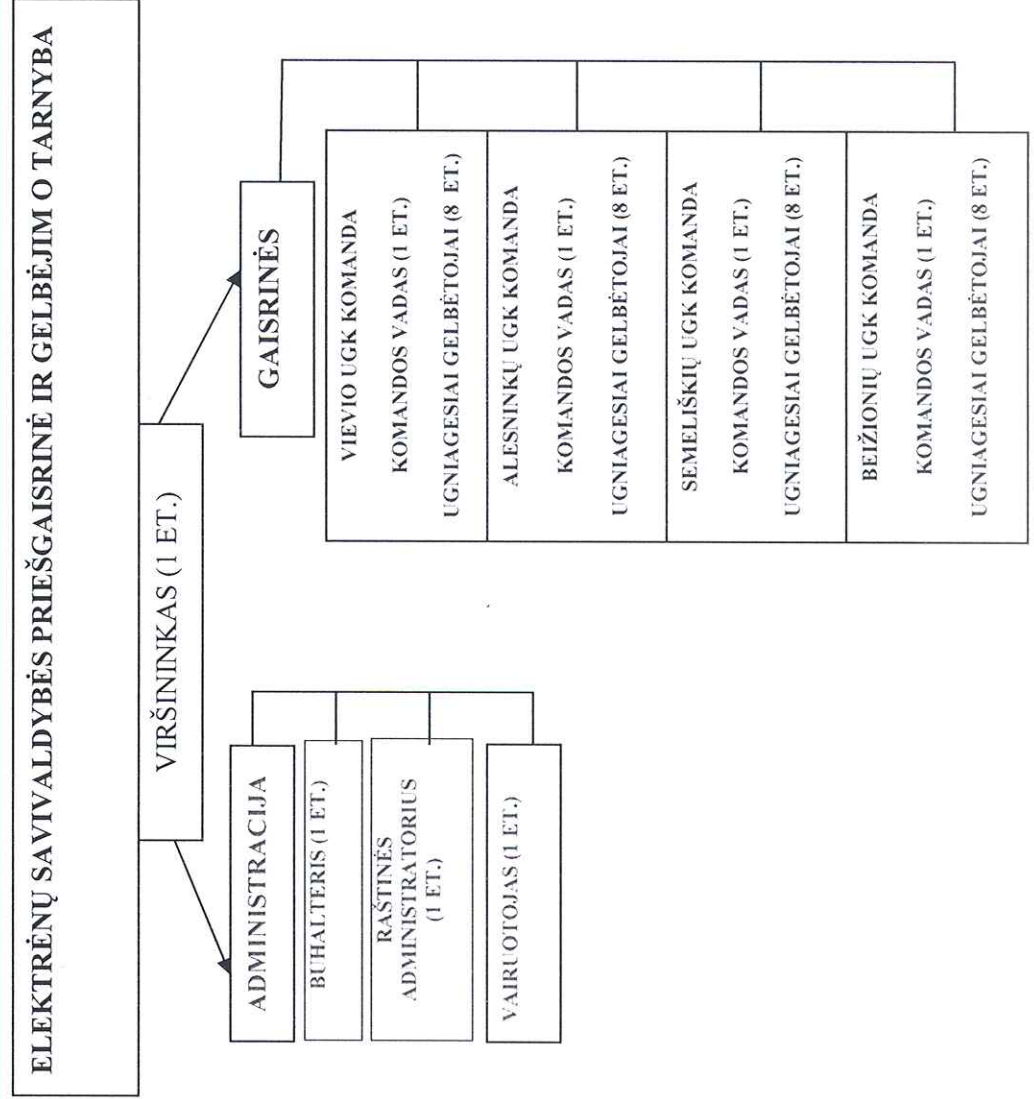 ELEKTRĖNŲ SAVIVALDYBĖS PRIEŠGAISRINĖ IR GELBĖJIM O TARNYBA
VIRŠININKAS (1 ET.)
ADMINISTRACIJA
BUHALTERIS (1 ET.)
RAŠTINĖS
ADMINISTRATORIUS
(1 ET.)
VAIRUOTOJAS (1 ET.)
GAISRINĖS
VIEVIO UGK KOMANDA
KOMANDOS VADAS (1 ET.)
UGNIAGESIAI GELBĖTOJAI (8 ET.)
ALESNINKŲ UGK KOMANDA
KOMANDOS VADAS (1 ET.)
UGNIAGESIAI GELBĖTOJAI (8 ET.)
SEMELIŠKIŲ UGK KOMANDA
KOMANDOS VADAS (1 ET.)
UGNIAGESIAI GELBĖTOJAI (8 ET.)
BEIŽIONIŲ UGK KOMANDA
KOMANDOS VADAS (1 ET.)
UGNIAGESIAI GELBĖTOJAI (8 ET.)